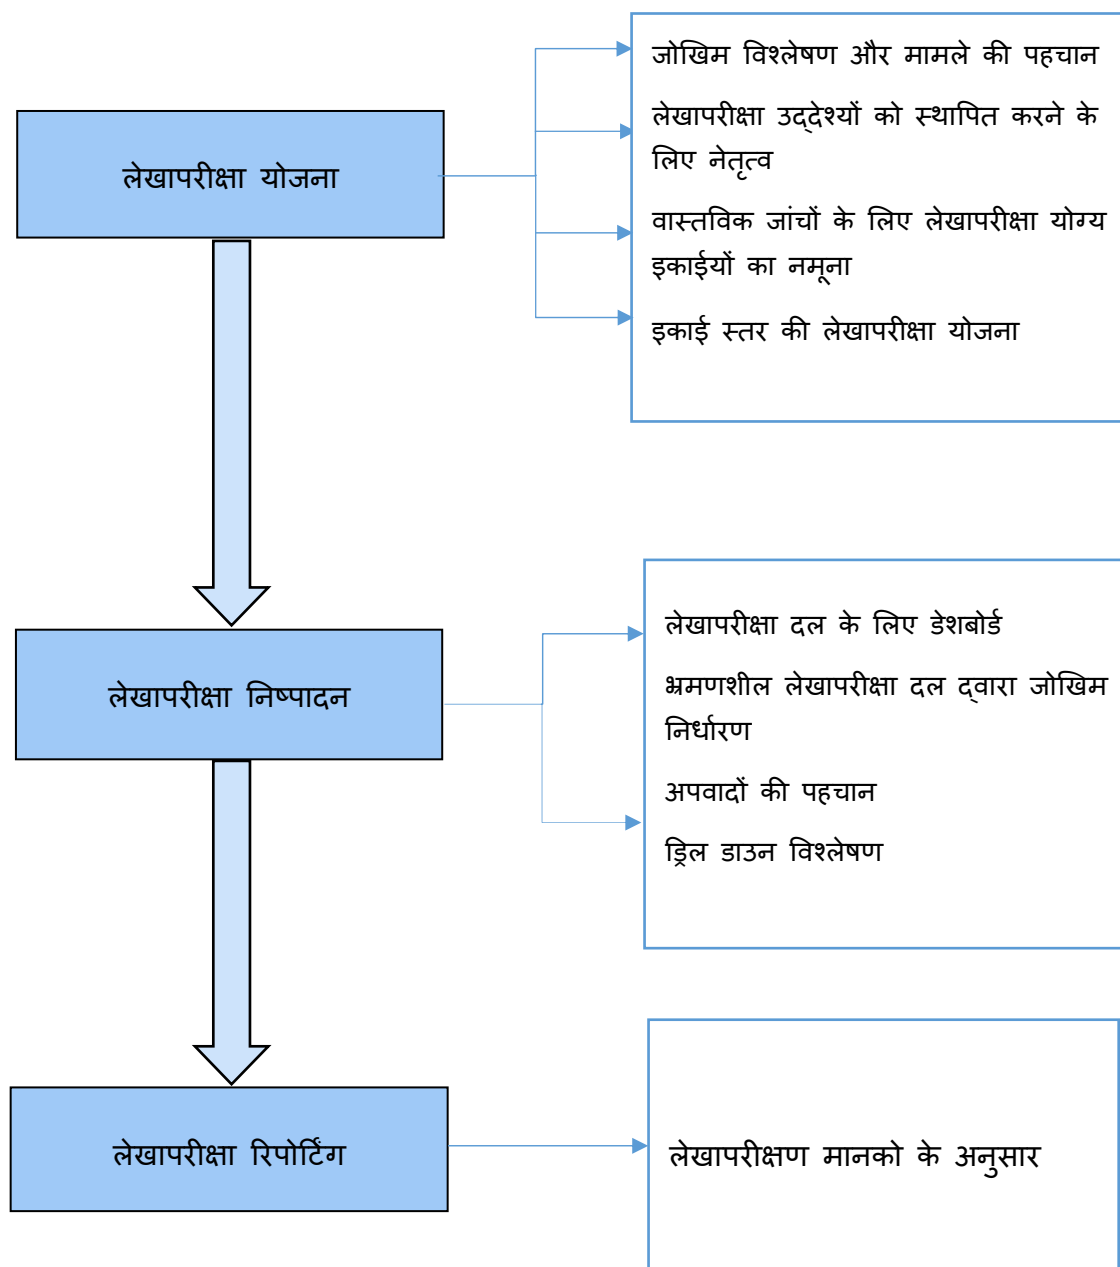 लेखापरीक्षा योजना
जोखिम विश्लेषण और मामले की पहचान
लेखापरीक्षा उद्देश्यों को स्थापित करने के
लिए नेतृत्व
वास्तविक जांचों के लिए लेखापरीक्षा योग्य
इकाईयों का नमूना
इकाई स्तर की लेखापरीक्षा योजना
लेखापरीक्षा निष्पादन
लेखापरीक्षा दल के लिए डेशबोर्ड
भ्रमणशील लेखापरीक्षा दल द्वारा जोखिम
निर्धारण
अपवादों की पहचान
ड्रिल डाउन विश्लेषण
लेखापरीक्षा रिपोर्टिंग
लेखापरीक्षण मानको के अनुसार